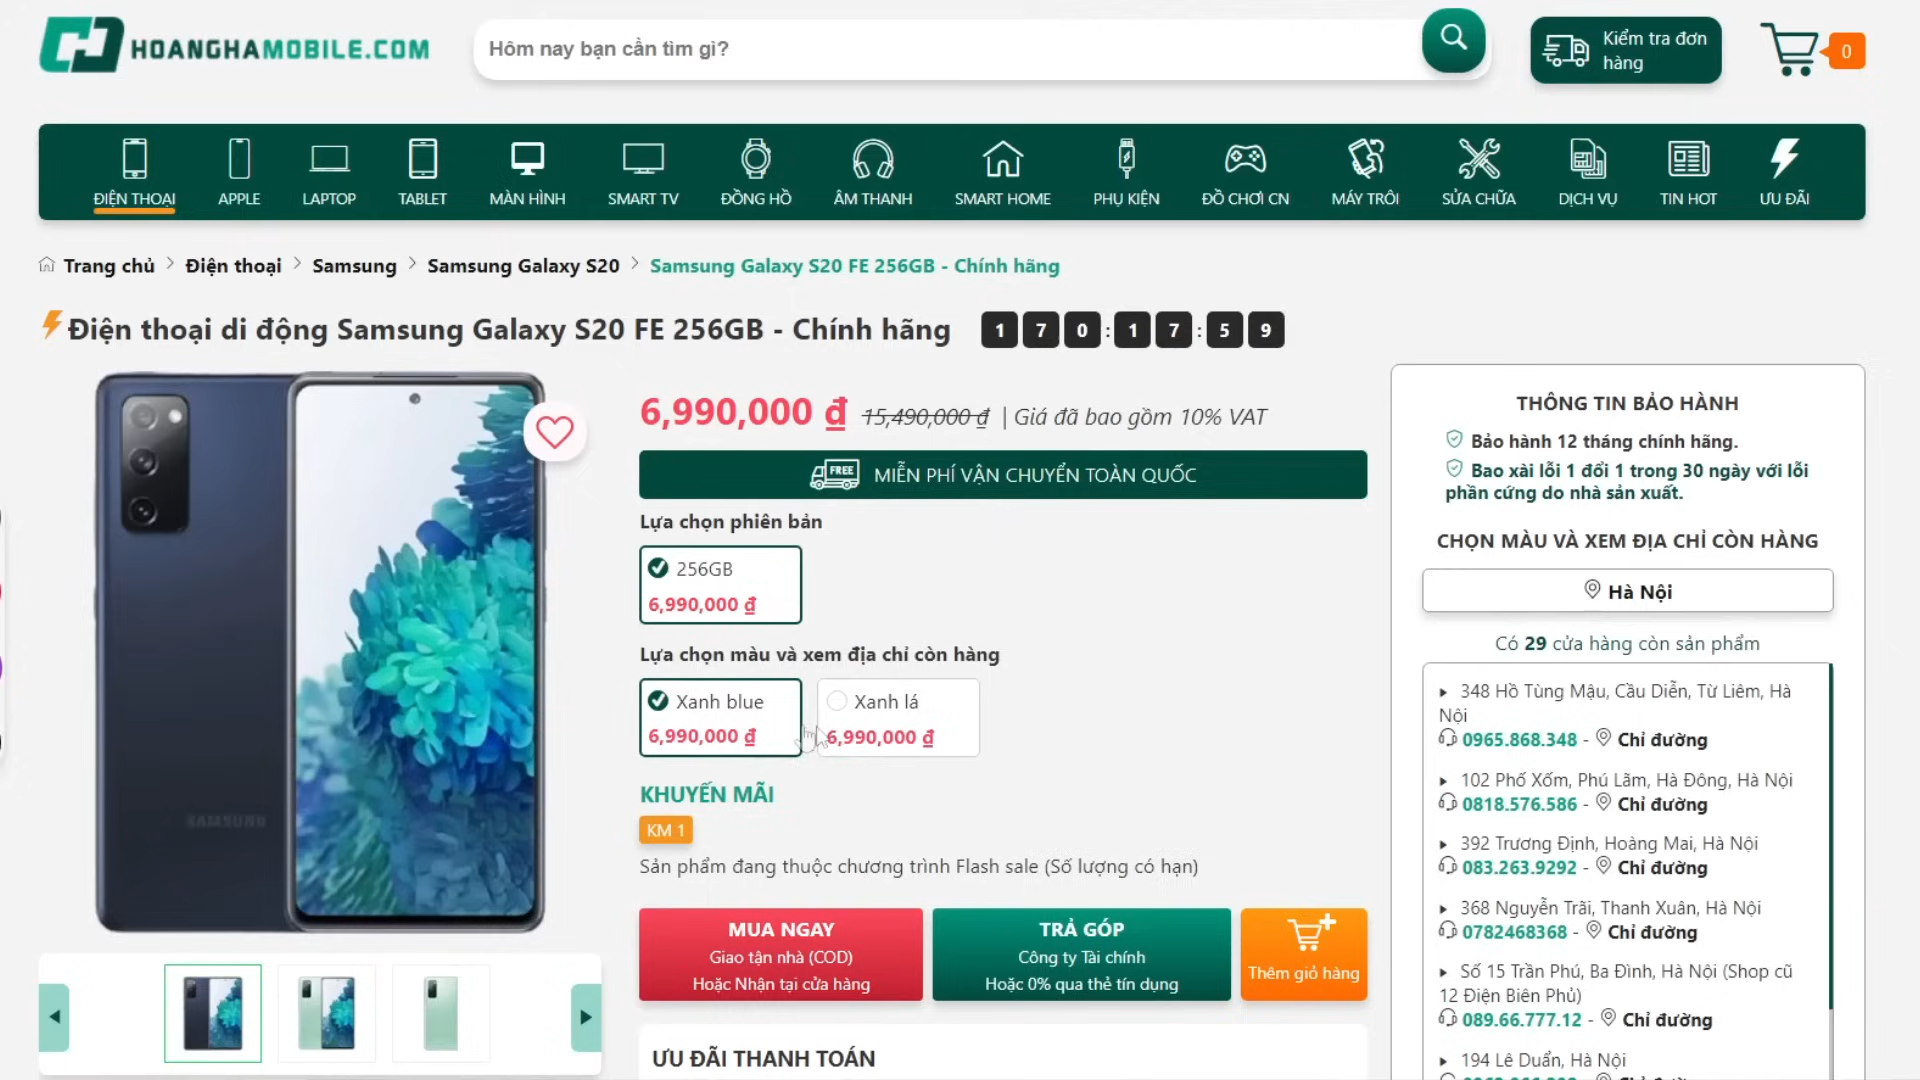 HOANGHAMOBILE.COM
Hôm nay bạn cần tìm gì?
Kiểm tra đơn
hàng
0
ĐIỆN THOẠI
APPLE
LAPTOP
TABLET
MÀN HÌNH
SMART TV
ĐỒNG HỒ
ÂM THANH
SMART HOME
PHỤ KIỆN
ĐỒ CHƠI CN
MÁY TRÔI
SỬA CHỮA
DỊCH VỤ
TIN HOT
ƯU ĐÃI
Trang chủ > Điện thoại > Samsung > Samsung Galaxy S20 > Samsung Galaxy S20 FE 256GB - Chính hãng
Điện thoại di động Samsung Galaxy S20 FE 256GB - Chính hãng
1 7 0 : 1 7 : 5 9
SAMSUNG
6,990,000 ₫ 15,490,000 ₫ | Giá đã bao gồm 10% VAT
FREE MIỄN PHÍ VẬN CHUYỂN TOÀN QUỐC
Lựa chọn phiên bản
256GB
6,990,000 ₫
Lựa chọn màu và xem địa chỉ còn hàng
Xanh blue
6,990,000 ₫
Xanh lá
6,990,000 ₫
KHUYẾN MÃI
KM 1
Sản phẩm đang thuộc chương trình Flash sale (Số lượng có hạn)
MUA NGAY
Giao tận nhà (COD)
Hoặc Nhận tại cửa hàng
TRẢ GÓP
Công ty Tài chính
Hoặc 0% qua thẻ tín dụng
Thêm giỏ hàng
ƯU ĐÃI THANH TOÁN
THÔNG TIN BẢO HÀNH
Bảo hành 12 tháng chính hãng.
Bao xài lỗi 1 đổi 1 trong 30 ngày với lỗi
phần cứng do nhà sản xuất.
CHỌN MÀU VÀ XEM ĐỊA CHỈ CÒN HÀNG
Hà Nội
Có 29 cửa hàng còn sản phẩm
348 Hồ Tùng Mậu, Cầu Diễn, Từ Liêm, Hà
Nội
0965.868.348 - Chỉ đường
102 Phố Xốm, Phú Lãm, Hà Đông, Hà Nội
0818.576.586 - Chỉ đường
392 Trương Định, Hoàng Mai, Hà Nội
083.263.9292 - Chỉ đường
368 Nguyễn Trãi, Thanh Xuân, Hà Nội
0782468368 - Chỉ đường
Số 15 Trần Phú, Ba Đình, Hà Nội (Shop cũ
12 Điện Biên Phủ)
089.66.777.12 - Chỉ đường
194 Lê Duẩn, Hà Nội